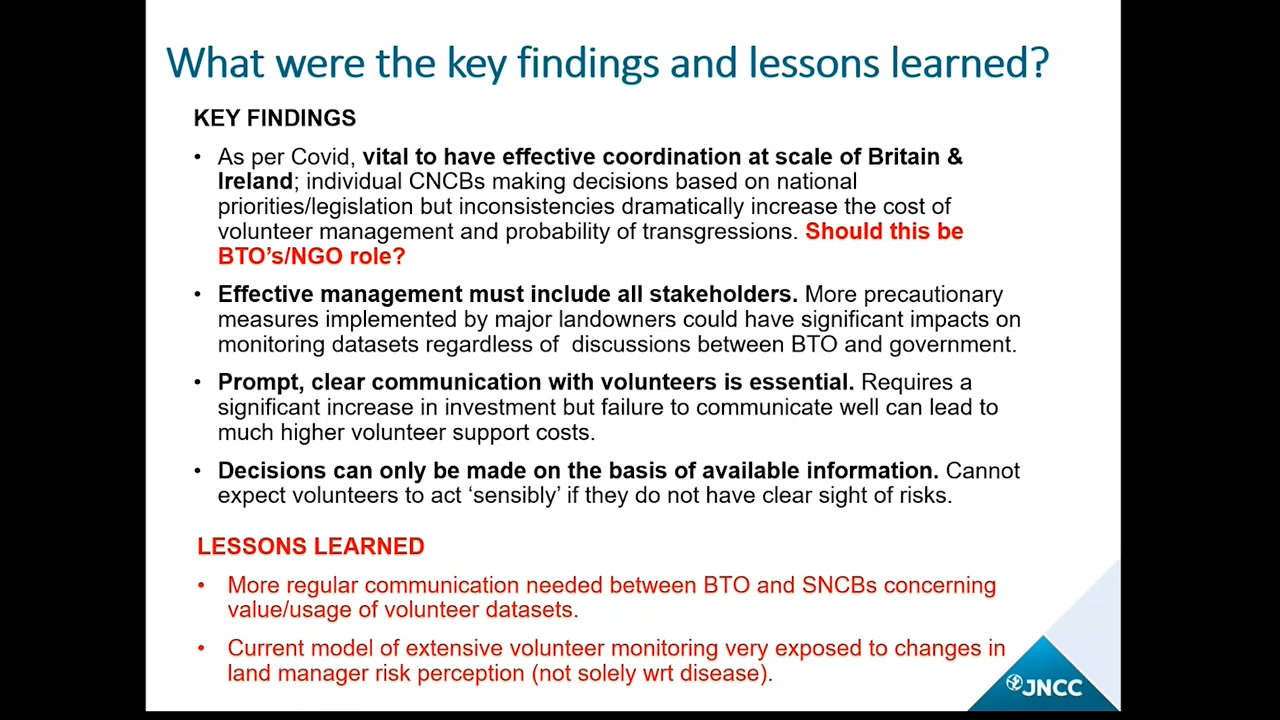 What were the key findings and lessons learned?
KEY FINDINGS
• As per Covid, vital to have effective coordination at scale of Britain &
Ireland; individual CNCBs making decisions based on national
priorities/legislation but inconsistencies dramatically increase the cost of
volunteer management and probability of transgressions. Should this be
BTO’s/NGO role?
• Effective management must include all stakeholders. More precautionary
measures implemented by major landowners could have significant impacts on
monitoring datasets regardless of discussions between BTO and government.
• Prompt, clear communication with volunteers is essential. Requires a
significant increase in investment but failure to communicate well can lead to
much higher volunteer support costs.
• Decisions can only be made on the basis of available information. Cannot
expect volunteers to act ‘sensibly’ if they do not have clear sight of risks.
LESSONS LEARNED
• More regular communication needed between BTO and SNCBs concerning
value/usage of volunteer datasets.
• Current model of extensive volunteer monitoring very exposed to changes in
land manager risk perception (not solely wrt disease).
JNCC